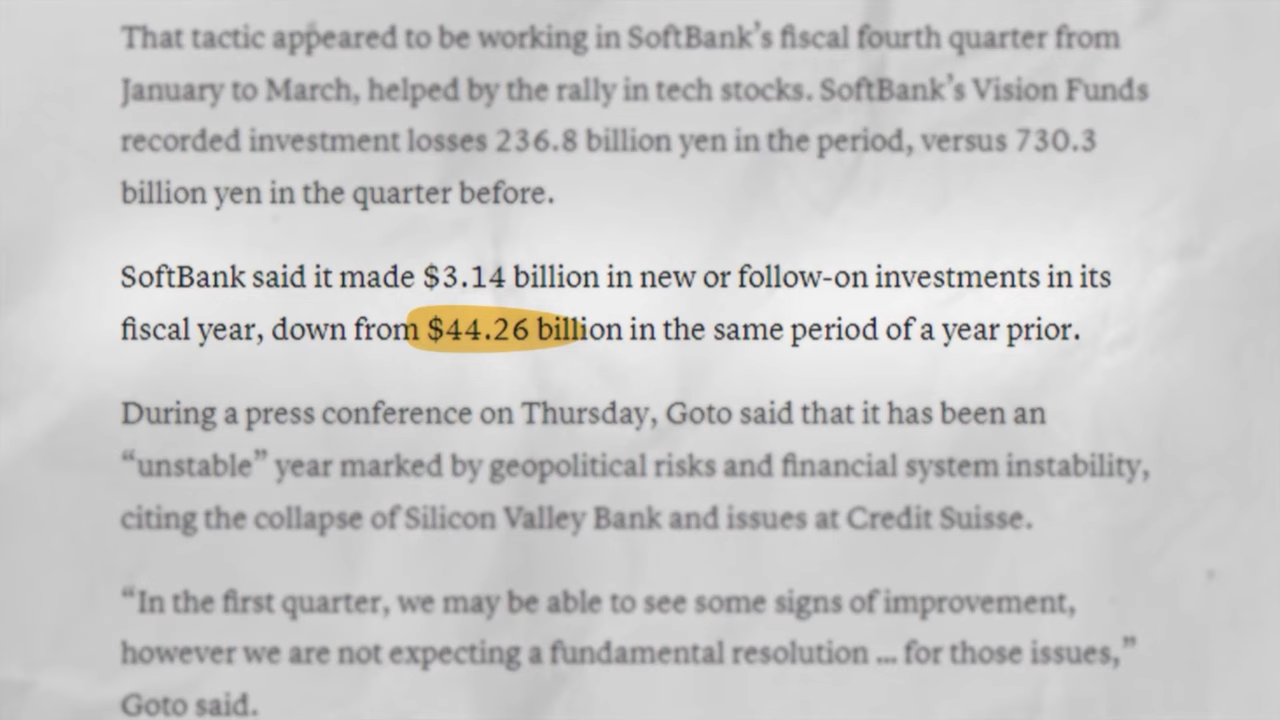 That tactic appeared to be working in SoftBank’s fiscal fourth quarter from
January to March, helped by the rally in tech stocks. SoftBank’s Vision Funds
recorded investment losses 236.8 billion yen in the period, versus 730.3
billion yen in the quarter before.
SoftBank said it made $3.14 billion in new or follow-on investments in its
fiscal year, down from $44.26 billion in the same period of a year prior.
During a press conference on Thursday, Goto said that it has been an
“unstable” year marked by geopolitical risks and financial system instability,
citing the collapse of Silicon Valley Bank and issues at Credit Suisse.
“In the first quarter, we may be able to see some signs of improvement,
however we are not expecting a fundamental resolution ... for those issues,”
Goto said.